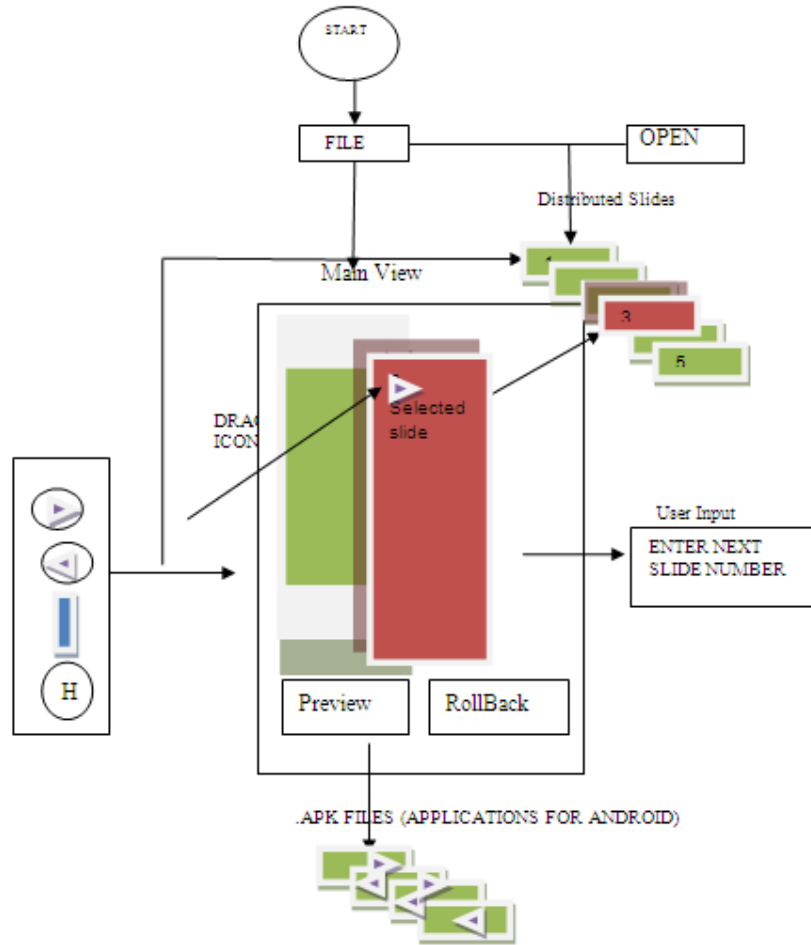 START
FILE
OPEN
Distributed Slides
Main View
3
5
Selected
slide
DRAG
ICON
User Input
ENTER NEXT
SLIDE NUMBER
H
Preview
RollBack
.APK FILES (APPLICATIONS FOR ANDROID)